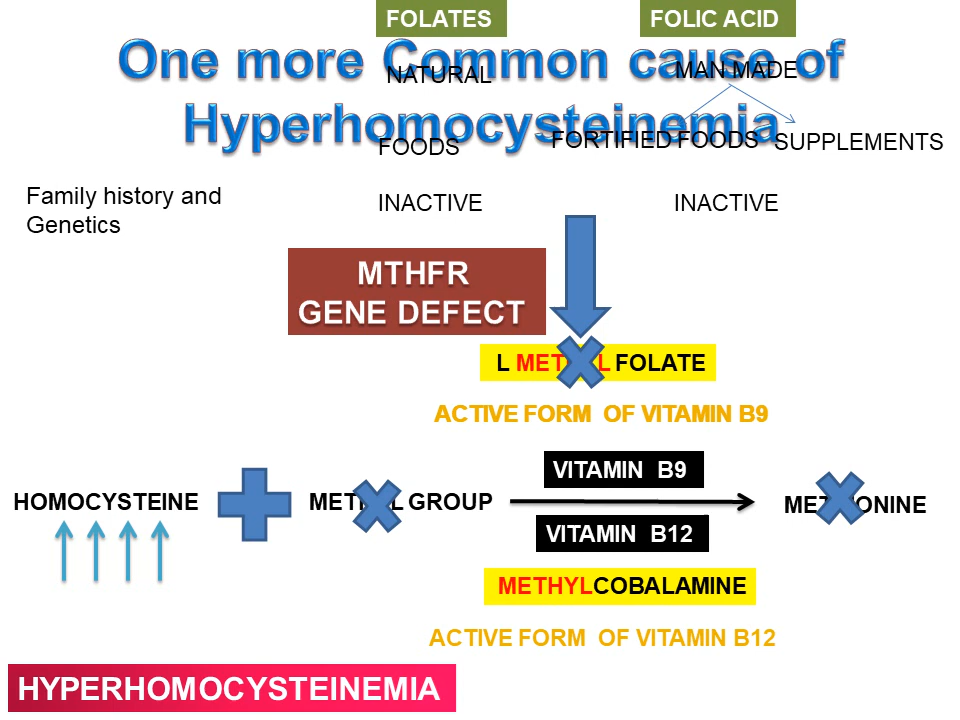 FOLATES
FOLIC ACID
One more Common cause of
Hyperhomocysteinemia
NATURAL
MAN MADE
FOODS
FORTIFIED FOODS
SUPPLEMENTS
Family history and
Genetics
INACTIVE
INACTIVE
MTHFR
GENE DEFECT
L METHYL FOLATE
ACTIVE FORM OF VITAMIN B9
VITAMIN B9
HOMOCYSTEINE
METHYL GROUP
METHIONINE
VITAMIN B12
METHYLCOBALAMINE
ACTIVE FORM OF VITAMIN B12
HYPERHOMOCYSTEINEMIA